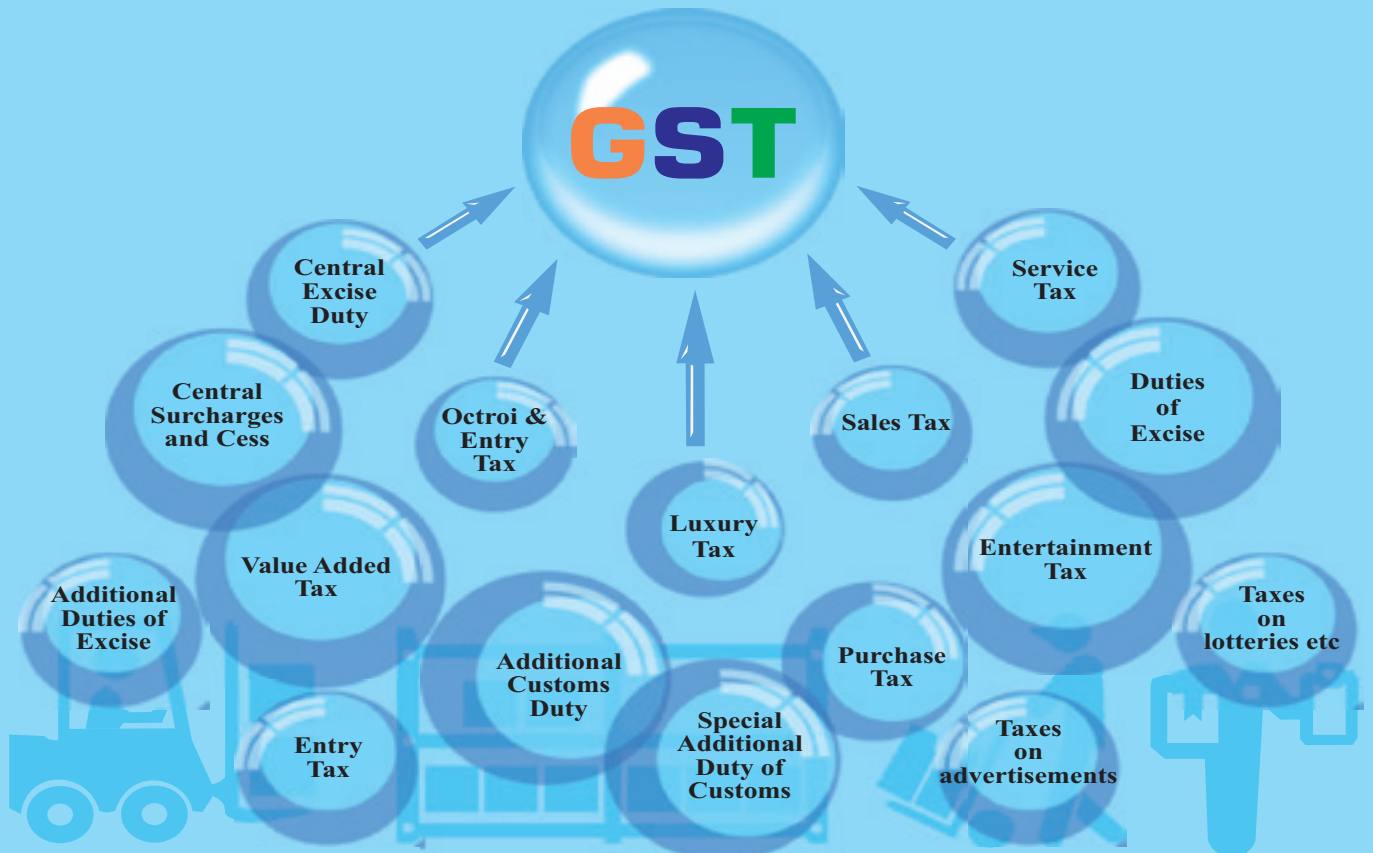 GST
Central
Excise
Duty
Service
Tax
Central
Surcharges
and Cess
Octroi &
Entry
Tax
Sales Tax
Duties
of
Excise
Luxury
Tax
Value Added
Tax
Entertainment
Tax
Additional
Duties of
Excise
Taxes
on
lotteries etc
Additional
Customs
Duty
Purchase
Tax
Entry
Tax
Special
Additional
Duty of
Customs
Taxes
on
advertisements